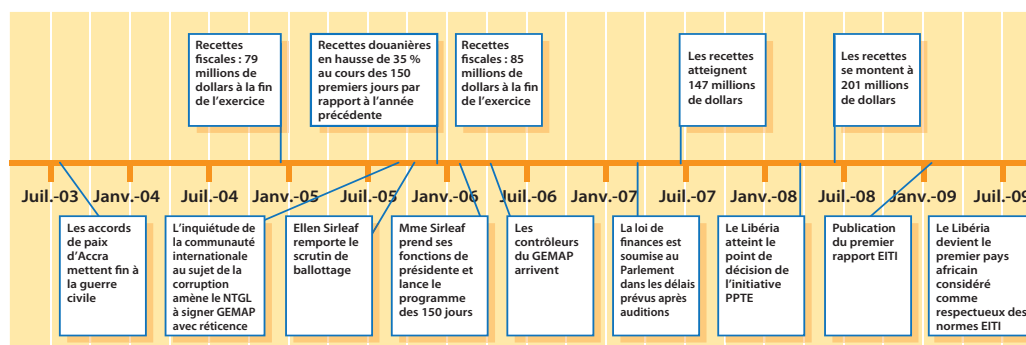 Recettes
fiscales : 79
millions de
dollars à la fin
de l'exercice
Recettes douanières
en hausse de 35 %
au cours des 150
premiers jours par
rapport à l'année
précédente
Recettes
fiscales : 85
millions de
dollars à la fin
de l'exercice
Les recettes
atteignent
147 millions
de dollars
Les recettes
se montent à
201 millions
de dollars
Juil.-03 Janv.-04 Juil.-04 Janv.-05 Juil.-05 Janv.-06 Juil.-06 Janv.-07 Juil.-07 Janv.-08 Juil.-08 Janv.-09 Juil.-09
Les accords
de paix
d'Accra
mettent fin à
la guerre
civile
L'inquiétude de
la communauté
internationale
au sujet de la
corruption
amène le NTGL
à signer GEMAP
avec réticence
Ellen Sirleaf
remporte le
scrutin de
ballottage
Mme Sirleaf
prend ses
fonctions de
présidente et
lance le
programme
des 150 jours
Les
contrôleurs
du GEMAP
arrivent
La loi de
finances est
soumise au
Parlement
dans les délais
prévus après
auditions
Le Libéria
atteint le
point de
décision de
l'initiative
PPTE
Publication
du premier
rapport EITI
Le Libéria
devient le
premier pays
africain
considéré
comme
respectueux des
normes EITI